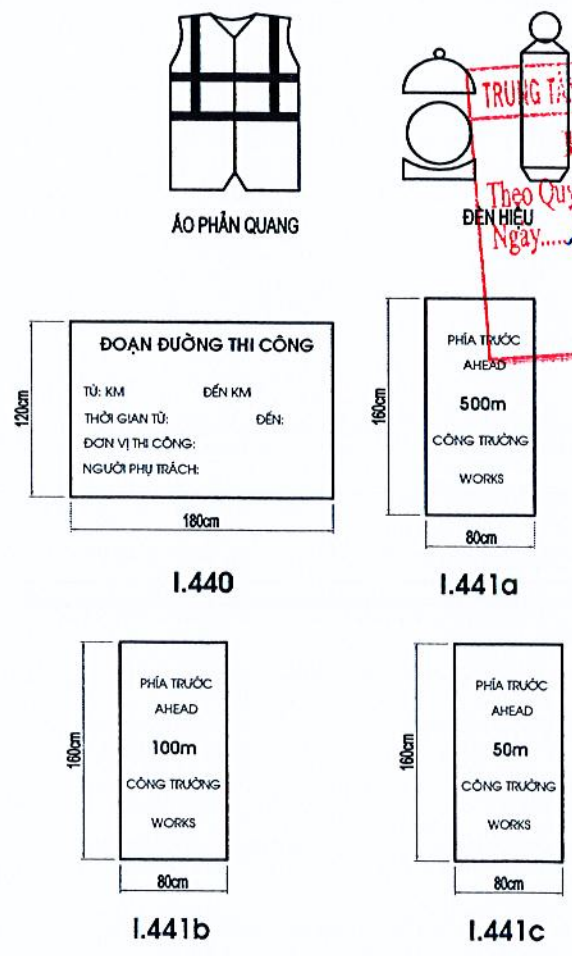 TRUNG TÂ
Theo Quy
ÁO PHẢN QUANG
ĐÈN HIỆU
Ngày.....
120cm
ĐOẠN ĐƯỜNG THI CÔNG
TỪ: KM ĐẾN KM
THỜI GIAN TỪ: ĐẾN:
ĐƠN VỊ THI CÔNG:
NGƯỜI PHỤ TRÁCH:
180cm
I.440
160cm
PHÍA TRƯỚC
AHEAD
500m
CÔNG TRƯỜNG
WORKS
80cm
I.441a
160cm
PHÍA TRƯỚC
AHEAD
100m
CÔNG TRƯỜNG
WORKS
80cm
I.441b
160cm
PHÍA TRƯỚC
AHEAD
50m
CÔNG TRƯỜNG
WORKS
80cm
I.441c